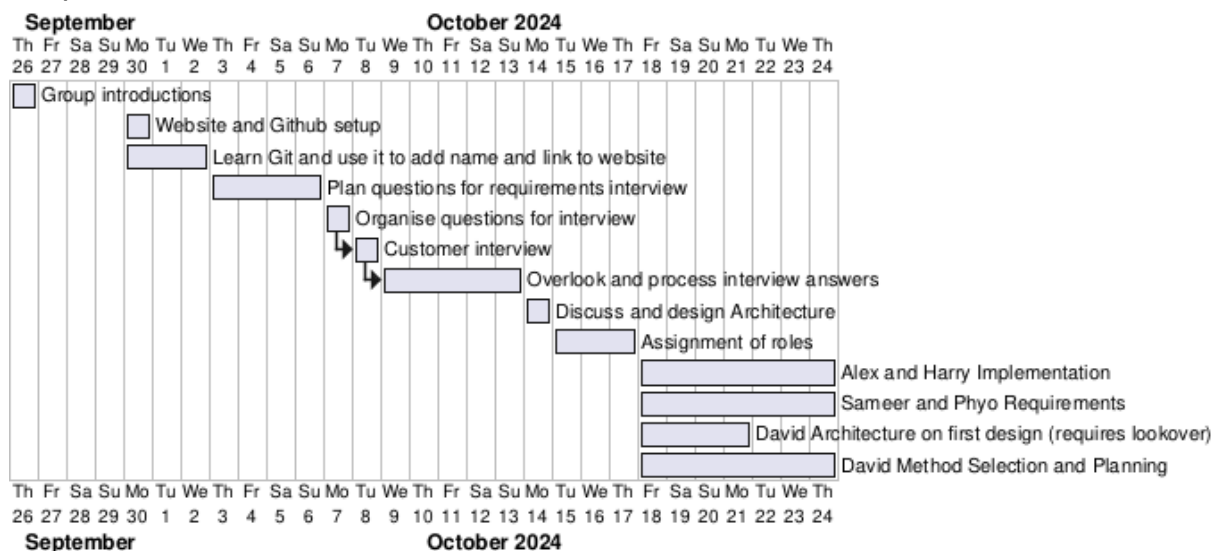 September October 2024
Th Fr Sa Su Mo Tu We Th Fr Sa Su Mo Tu We Th Fr Sa Su Mo Tu We Th Fr Sa Su Mo Tu We Th
26 27 28 29 30 1 2 3 4 5 6 7 8 9 10 11 12 13 14 15 16 17 18 19 20 21 22 23 24
Group introductions
Website and Github setup
Learn Git and use it to add name and link to website
Plan questions for requirements interview
Organise questions for interview
Customer interview
Overlook and process interview answers
Discuss and design Architecture
Assignment of roles
Alex and Harry Implementation
Sameer and Phyo Requirements
David Architecture on first design (requires lookover)
David Method Selection and Planning
Th Fr Sa Su Mo Tu We Th Fr Sa Su Mo Tu We Th Fr Sa Su Mo Tu We Th Fr Sa Su Mo Tu We Th
26 27 28 29 30 1 2 3 4 5 6 7 8 9 10 11 12 13 14 15 16 17 18 19 20 21 22 23 24
September October 2024